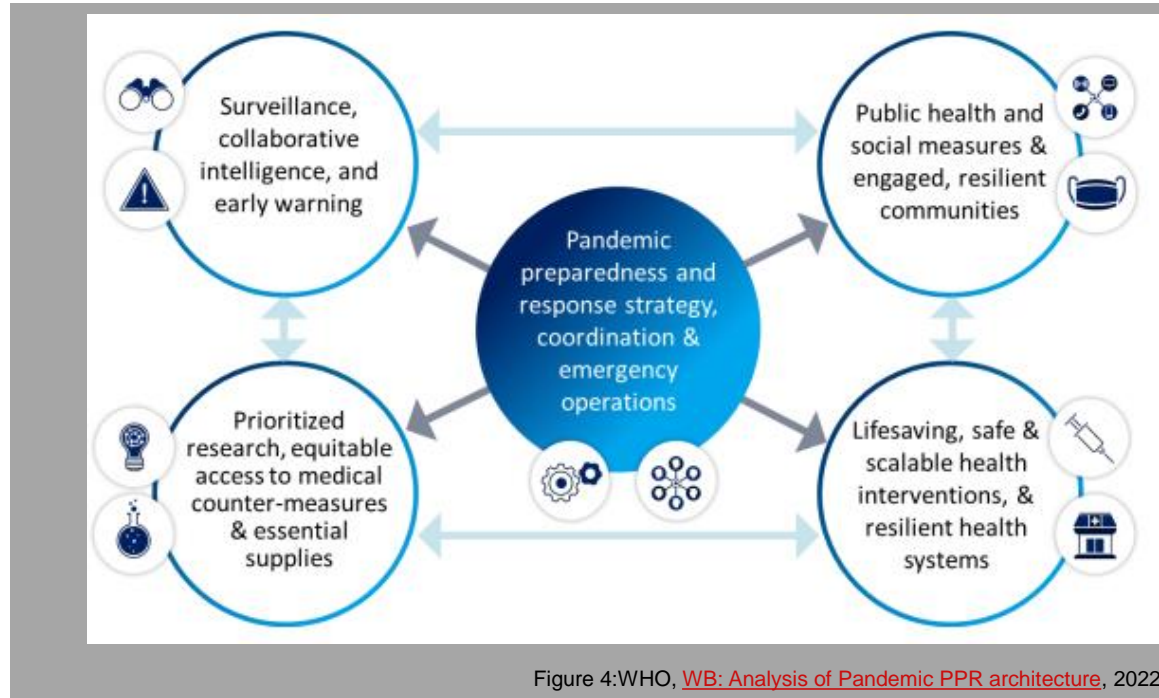 Surveillance,
collaborative
intelligence, and
early warning
Public health and
social measures &
engaged, resilient
communities
Pandemic
preparedness and
response strategy,
coordination &
emergency
operations
Prioritized
research, equitable
access to medical
counter-measures
& essential
supplies
Lifesaving, safe &
scalable health
interventions, &
resilient health
systems
Figure 4:WHO, WB: Analysis of Pandemic PPR architecture, 2022